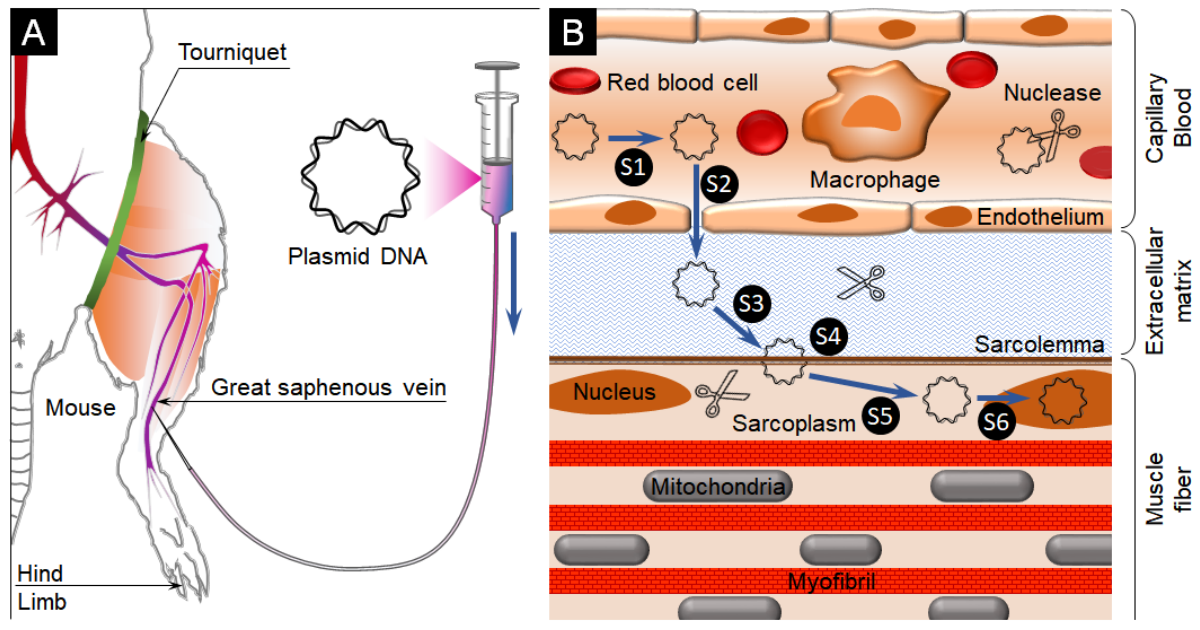 A
Tourniquet
Plasmid DNA
Great saphenous vein
Mouse
Hind
Limb
B
Red blood cell
Nuclease
S1
S2
Macrophage
Endothelium
Capillary
Blood
S3
S4
Sarcolemma
Extracellular
matrix
Nucleus
Sarcoplasm
S5
S6
Mitochondria
Myofibril
Muscle
fiber